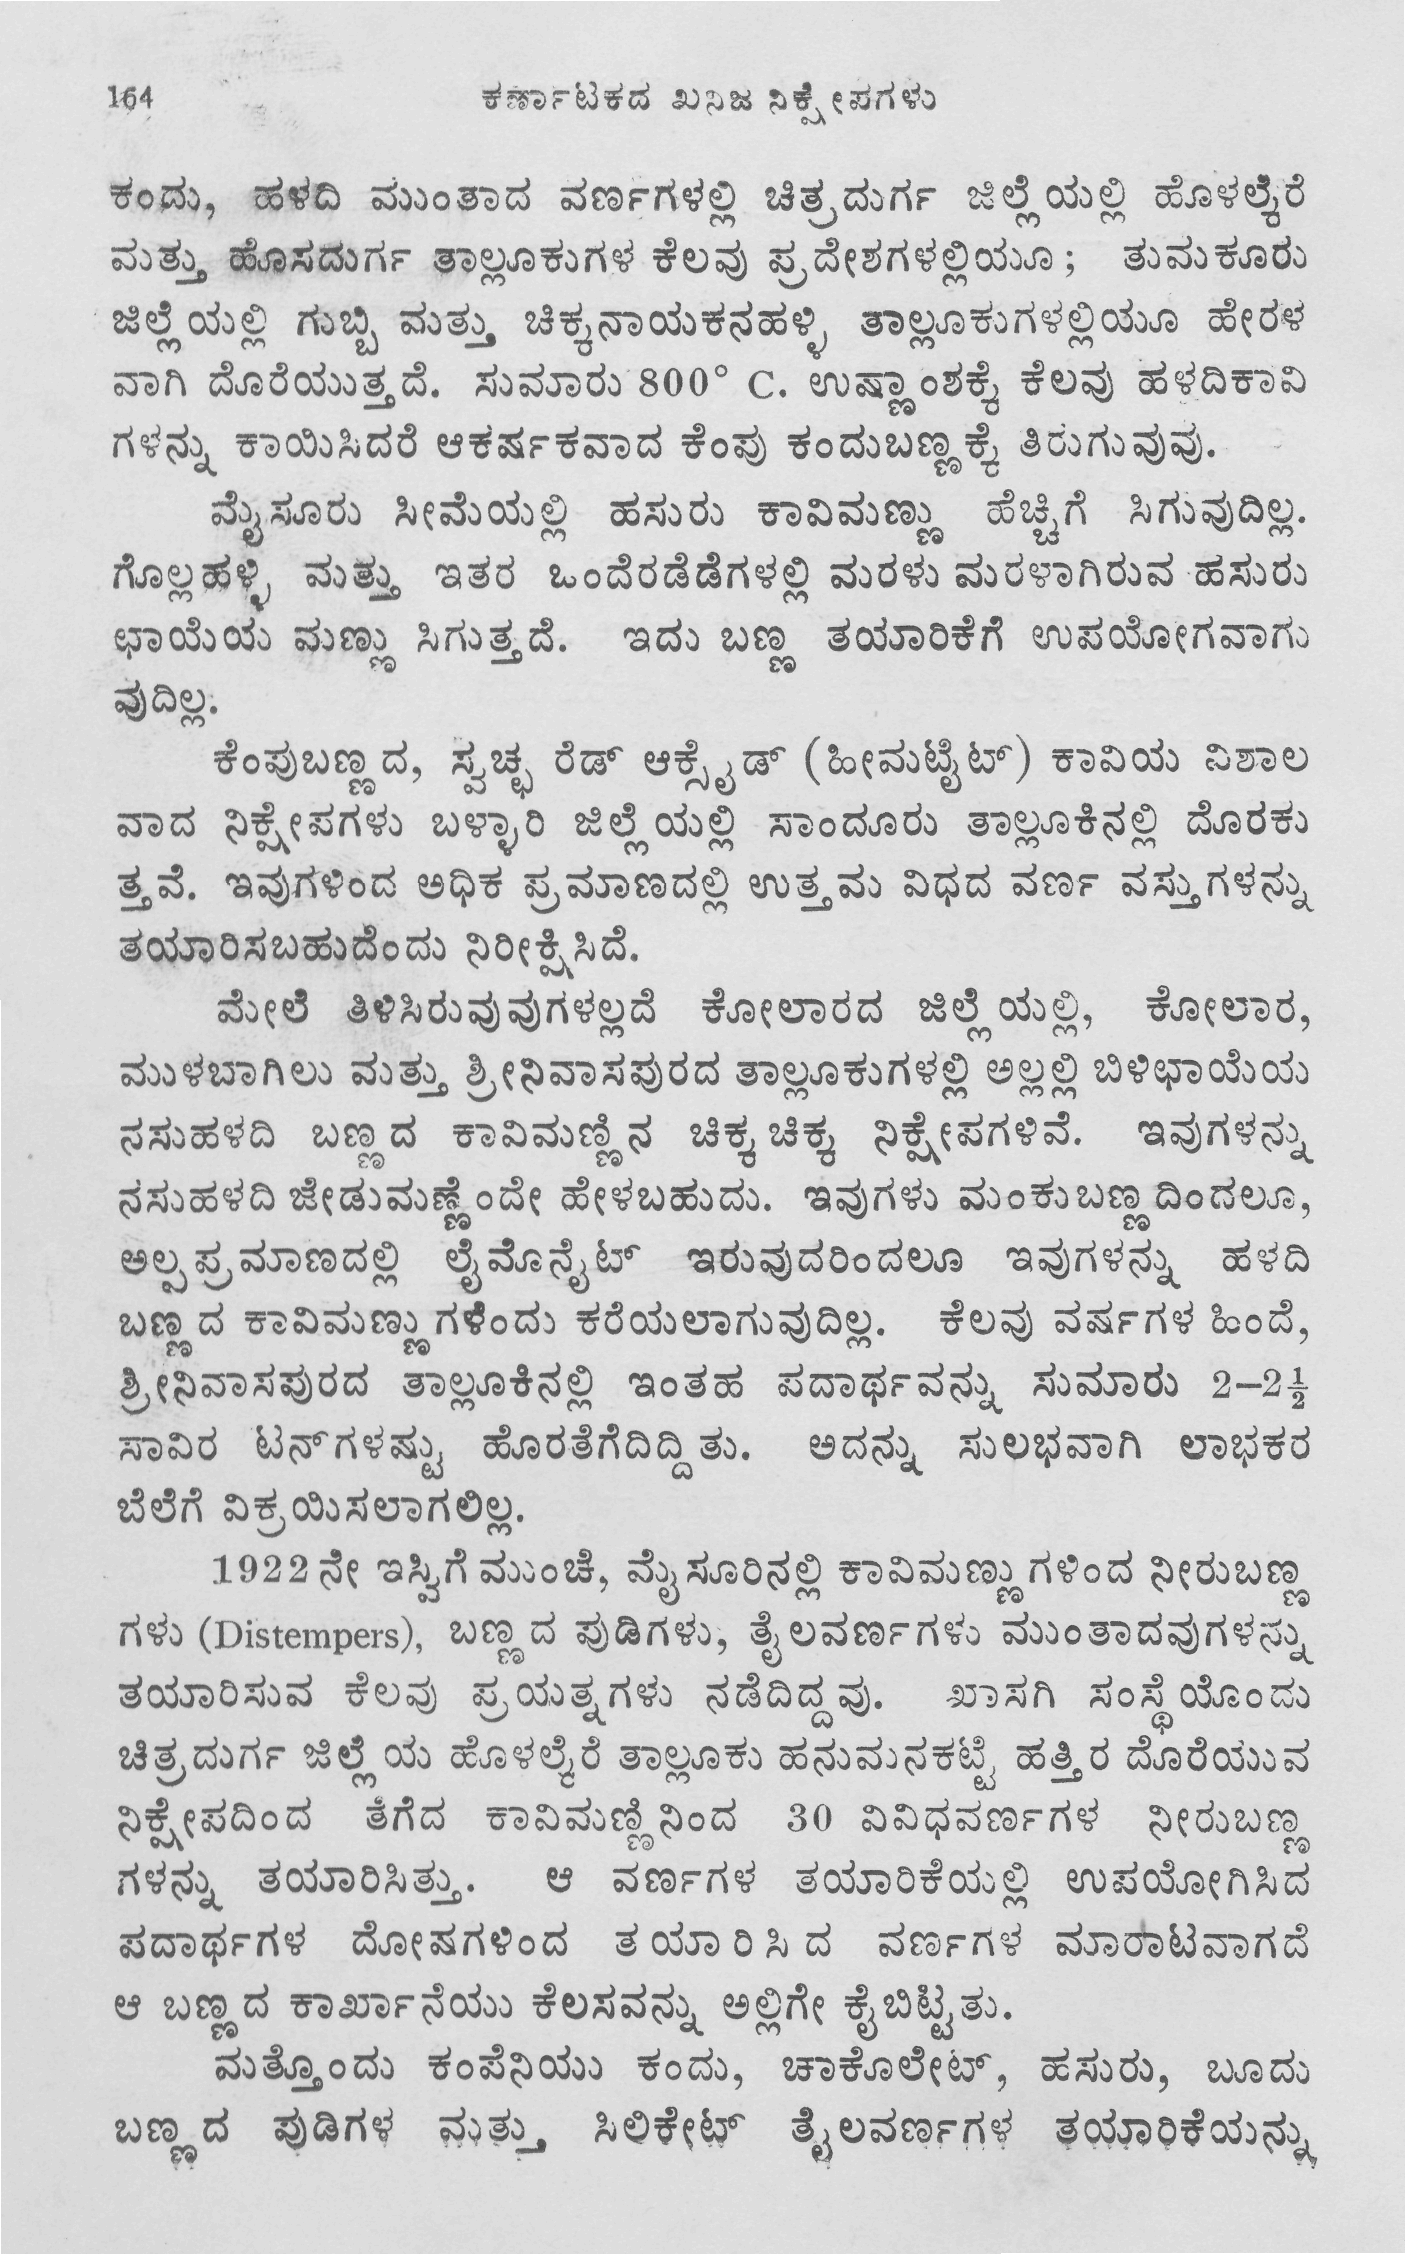 164 ಕರ್ಣಾಟಕದ ಖನಿಜ ನಿಕ್ಷೇಪಗಳು
ಕಂದು, ಹಳದಿ ಮುಂತಾದ ವರ್ಣಗಳಲ್ಲಿ ಚಿತ್ರದುರ್ಗ ಜಿಲ್ಲೆಯಲ್ಲಿ ಹೊಳಲ್ಕೆರೆ
ಮತ್ತು ಹೊಸದುರ್ಗ ತಾಲ್ಲೂಕುಗಳ ಕೆಲವು ಪ್ರದೇಶಗಳಲ್ಲಿಯೂ; ತುಮಕೂರು
ಜಿಲ್ಲೆಯಲ್ಲಿ ಗುಬ್ಬಿ ಮತ್ತು ಚಿಕ್ಕನಾಯಕನಹಳ್ಳಿ ತಾಲ್ಲೂಕುಗಳಲ್ಲಿಯೂ ಹೇರಳ
ವಾಗಿ ದೊರೆಯುತ್ತದೆ. ಸುಮಾರು 800° C. ಉಷ್ಣಾಂಶಕ್ಕೆ ಕೆಲವು ಹಳದಿಕಾವಿ
ಗಳನ್ನು ಕಾಯಿಸಿದರೆ ಆಕರ್ಷಕವಾದ ಕೆಂಪು ಕಂದುಬಣ್ಣಕ್ಕೆ ತಿರುಗುವುವು.
ಮೈಸೂರು ಸೀಮೆಯಲ್ಲಿ ಹಸುರು ಕಾವಿಮಣ್ಣು ಹೆಚ್ಚಿಗೆ ಸಿಗುವುದಿಲ್ಲ.
ಗೊಲ್ಲಹಳ್ಳಿ ಮತ್ತು ಇತರ ಒಂದೆರಡೆಡೆಗಳಲ್ಲಿ ಮರಳು ಮರಳಾಗಿರುವ ಹಸುರು
ಛಾಯೆಯ ಮಣ್ಣು ಸಿಗುತ್ತದೆ. ಇದು ಬಣ್ಣ ತಯಾರಿಕೆಗೆ ಉಪಯೋಗವಾಗು
ವುದಿಲ್ಲ.
ಕೆಂಪುಬಣ್ಣದ, ಸ್ವಚ್ಛ ರೆಡ್ ಆಕ್ಸೈಡ್ (ಹೀಮಟೈಟ್) ಕಾವಿಯ ವಿಶಾಲ
ವಾದ ನಿಕ್ಷೇಪಗಳು ಬಳ್ಳಾರಿ ಜಿಲ್ಲೆಯಲ್ಲಿ ಸಾಂದೂರು ತಾಲ್ಲೂಕಿನಲ್ಲಿ ದೊರಕು
ತ್ತವೆ. ಇವುಗಳಿಂದ ಅಧಿಕ ಪ್ರಮಾಣದಲ್ಲಿ ಉತ್ತಮ ವಿಧದ ವರ್ಣ ವಸ್ತುಗಳನ್ನು
ತಯಾರಿಸಬಹುದೆಂದು ನಿರೀಕ್ಷಿಸಿದೆ.
ಮೇಲೆ ತಿಳಿಸಿರುವುವುಗಳಲ್ಲದೆ ಕೋಲಾರದ ಜಿಲ್ಲೆಯಲ್ಲಿ, ಕೋಲಾರ,
ಮುಳಬಾಗಿಲು ಮತ್ತು ಶ್ರೀನಿವಾಸಪುರದ ತಾಲ್ಲೂಕುಗಳಲ್ಲಿ ಅಲ್ಲಲ್ಲಿ ಬಿಳಿಛಾಯೆಯ
ನಸುಹಳದಿ ಬಣ್ಣದ ಕಾವಿಮಣ್ಣಿನ ಚಿಕ್ಕಚಿಕ್ಕ ನಿಕ್ಷೇಪಗಳಿವೆ. ಇವುಗಳನ್ನು
ನಸುಹಳದಿ ಜೇಡುಮಣ್ಣೆಂದೇ ಹೇಳಬಹುದು. ಇವುಗಳು ಮಂಕುಬಣ್ಣದಿಂದಲೂ,
ಅಲ್ಪಪ್ರಮಾಣದಲ್ಲಿ ಲೈಮೊನೈಟ್ ಇರುವುದರಿಂದಲೂ ಇವುಗಳನ್ನು ಹಳದಿ
ಬಣ್ಣದ ಕಾವಿಮಣ್ಣುಗಳೆಂದು ಕರೆಯಲಾಗುವುದಿಲ್ಲ. ಕೆಲವು ವರ್ಷಗಳ ಹಿಂದೆ,
ಶ್ರೀನಿವಾಸಪುರದ ತಾಲ್ಲೂಕಿನಲ್ಲಿ ಇಂತಹ ಪದಾರ್ಥವನ್ನು ಸುಮಾರು 2–2½
ಸಾವಿರ ಟನ್‌ಗಳಷ್ಟು ಹೊರತೆಗೆದಿದ್ದಿತು. ಅದನ್ನು ಸುಲಭವಾಗಿ ಲಾಭಕರ
ಬೆಲೆಗೆ ವಿಕ್ರಯಿಸಲಾಗಲಿಲ್ಲ.
1922ನೇ ಇಸ್ವಿಗೆ ಮುಂಚೆ, ಮೈಸೂರಿನಲ್ಲಿ ಕಾವಿಮಣ್ಣುಗಳಿಂದ ನೀರುಬಣ್ಣ
ಗಳು (Distempers), ಬಣ್ಣದ ಪುಡಿಗಳು, ತೈಲವರ್ಣಗಳು ಮುಂತಾದವುಗಳನ್ನು
ತಯಾರಿಸುವ ಕೆಲವು ಪ್ರಯತ್ನಗಳು ನಡೆದಿದ್ದವು. ಖಾಸಗಿ ಸಂಸ್ಥೆಯೊಂದು
ಚಿತ್ರದುರ್ಗ ಜಿಲ್ಲೆಯ ಹೊಳಲ್ಕೆರೆ ತಾಲ್ಲೂಕು ಹನುಮನಕಟ್ಟೆ ಹತ್ತಿರ ದೊರೆಯುವ
ನಿಕ್ಷೇಪದಿಂದ ತೆಗೆದ ಕಾವಿಮಣ್ಣಿನಿಂದ 30 ವಿವಿಧವರ್ಣಗಳ ನೀರುಬಣ್ಣ
ಗಳನ್ನು ತಯಾರಿಸಿತ್ತು. ಆ ವರ್ಣಗಳ ತಯಾರಿಕೆಯಲ್ಲಿ ಉಪಯೋಗಿಸಿದ
ಪದಾರ್ಥಗಳ ದೋಷಗಳಿಂದ ತಯಾರಿಸಿದ ವರ್ಣಗಳ ಮಾರಾಟವಾಗದೆ
ಆ ಬಣ್ಣದ ಕಾರ್ಖಾನೆಯು ಕೆಲಸವನ್ನು ಅಲ್ಲಿಗೇ ಕೈಬಿಟ್ಟಿತು.
ಮತ್ತೊಂದು ಕಂಪೆನಿಯು ಕಂದು, ಚಾಕೊಲೇಟ್, ಹಸುರು, ಬೂದು
ಬಣ್ಣದ ಪುಡಿಗಳ ಮತ್ತು ಸಿಲಿಕೇಟ್ ತೈಲವರ್ಣಗಳ ತಯಾರಿಕೆಯನ್ನು